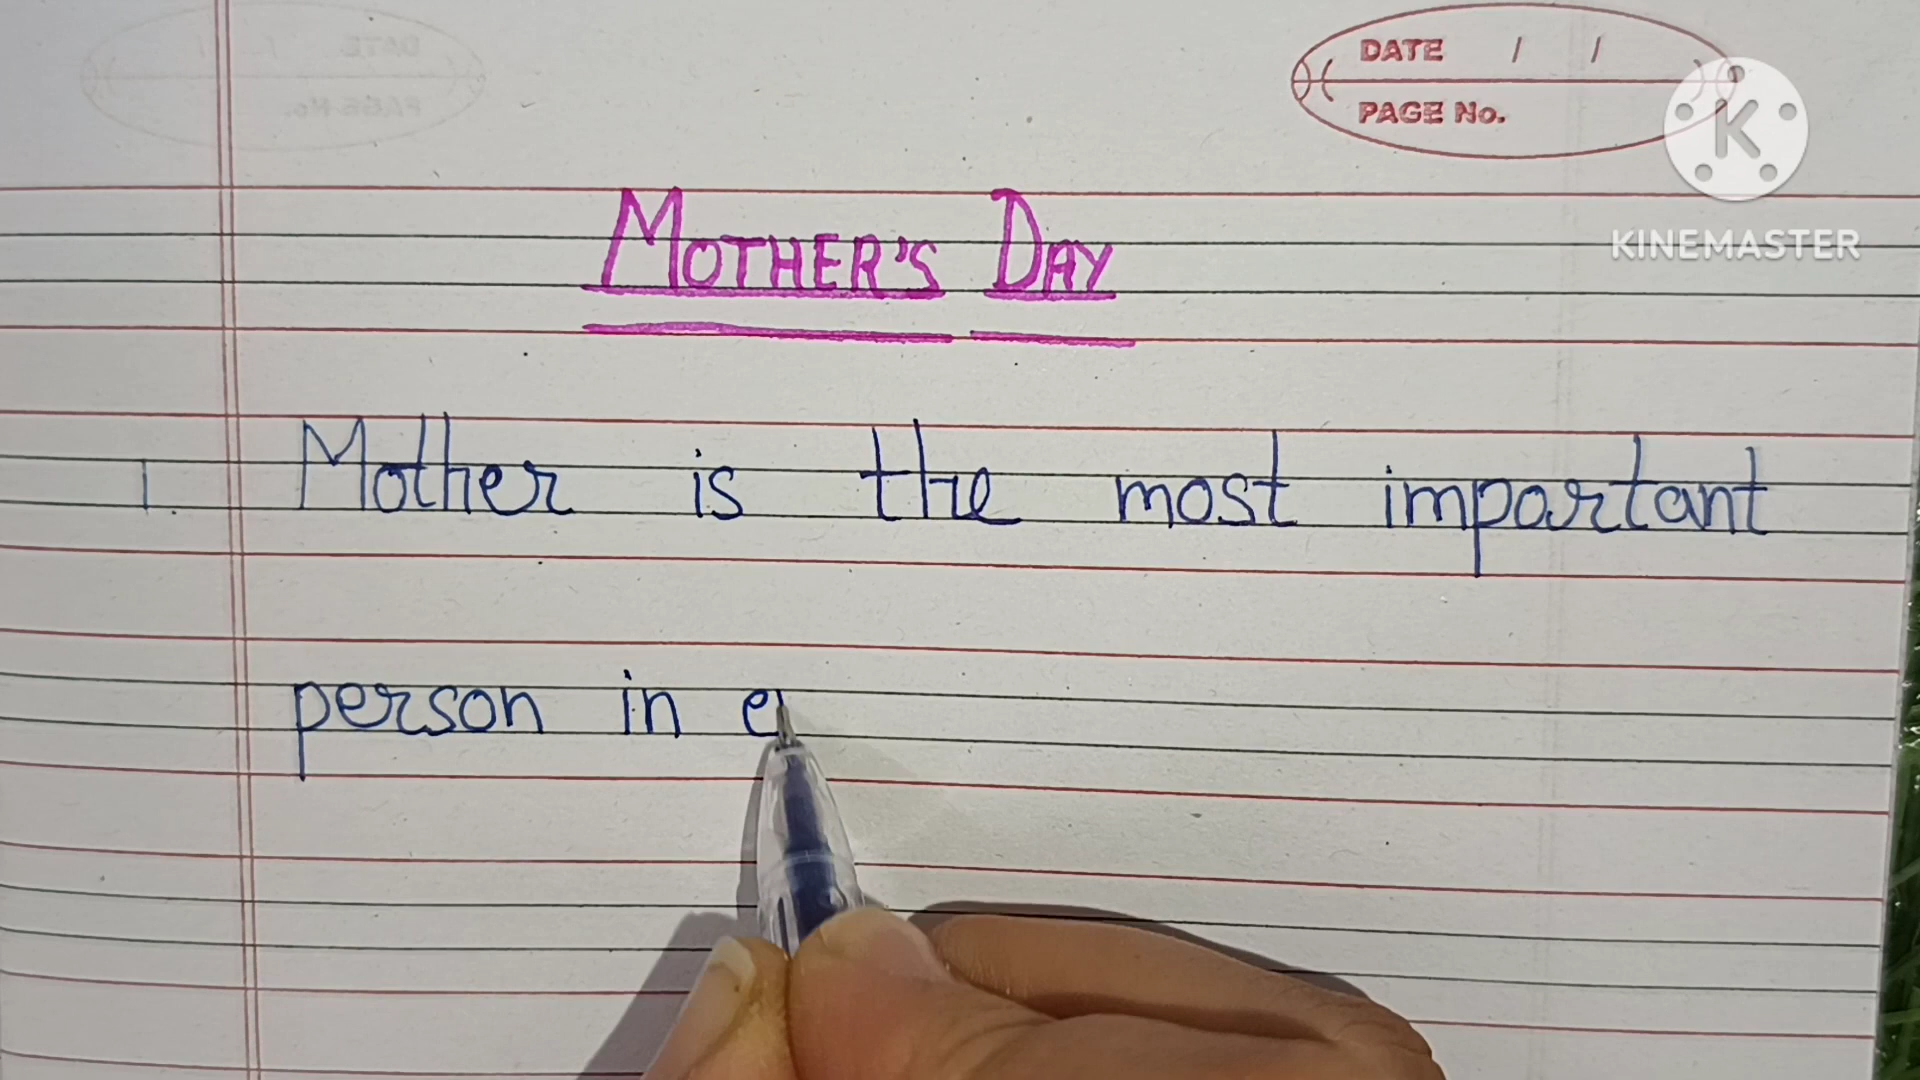 DATE / /
PAGE No.
KINEMASTER
MOTHER'S DAY
1. Mother is the most important
person in e